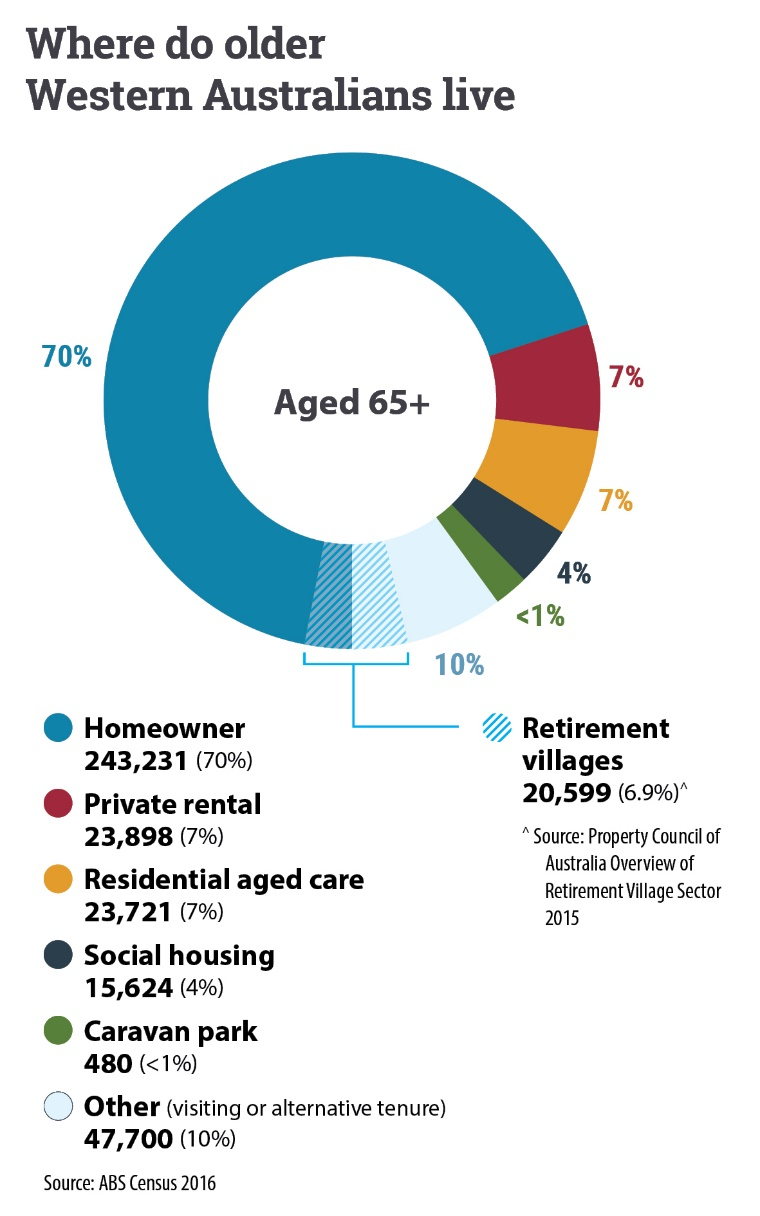 Where do older
Western Australians live
70%
Aged 65+
7%
7%
4%
<1%
10%
Homeowner
243,231 (70%)
Private rental
23,898 (7%)
Residential aged care
23,721 (7%)
Social housing
15,624 (4%)
Caravan park
480 (<1%)
Other (visiting or alternative tenure)
47,700 (10%)
Source: ABS Census 2016
Retirement
villages
20,599 (6.9%)^
^ Source: Property Council of
Australia Overview of
Retirement Village Sector
2015